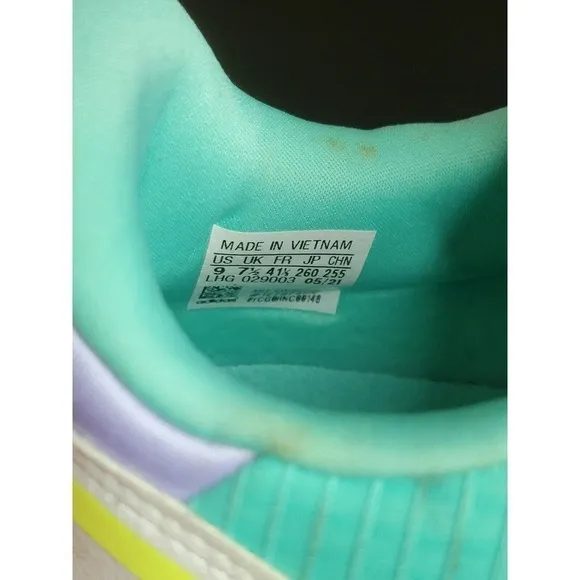 MADE IN VIETNAM
US UK FR JP CHN
9 7½ 41⅓ 260 255
LHG 029003 05/21
adidas